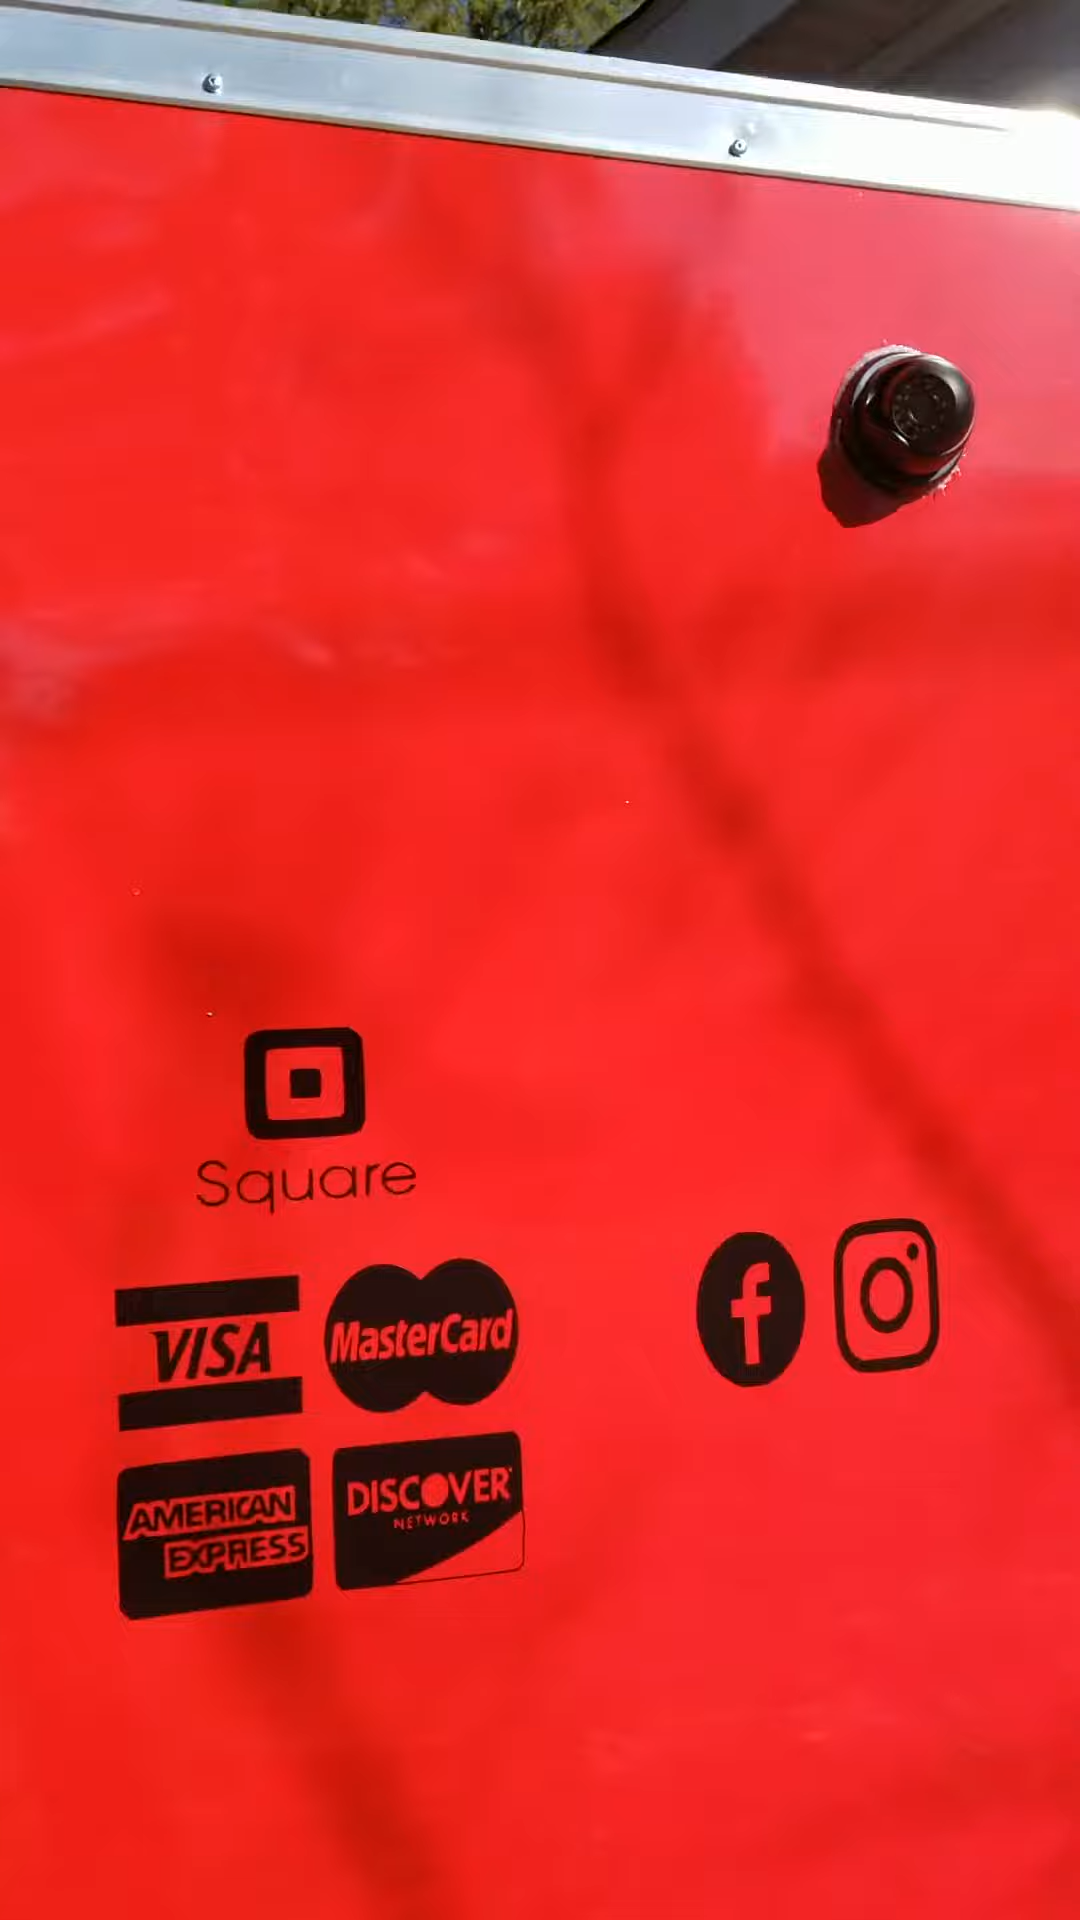 Square
VISA
MasterCard
AMERICAN
EXPRESS
DISCOVER
NETWORK